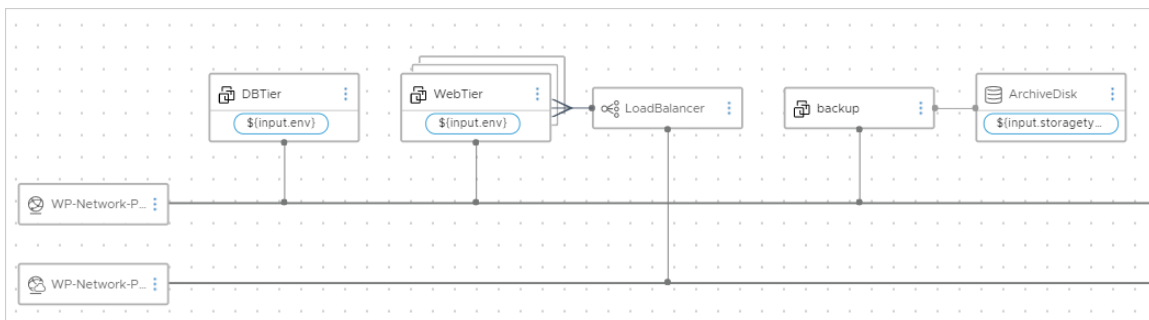 DBTier
${input.env}
WebTier
${input.env}
LoadBalancer
backup
ArchiveDisk
${input.storagety...
WP-Network-P...
WP-Network-P...